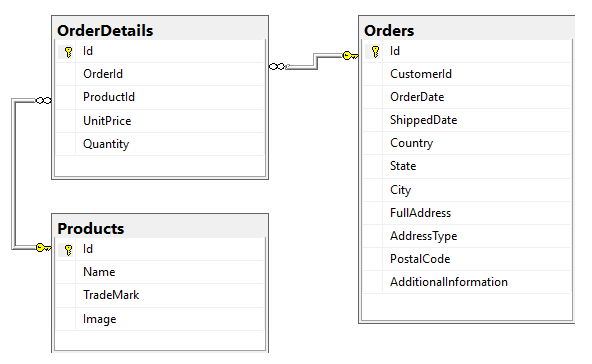 OrderDetails
Id
OrderId
ProductId
UnitPrice
Quantity
Orders
Id
CustomerId
OrderDate
ShippedDate
Country
State
City
FullAddress
AddressType
PostalCode
AdditionalInformation
Products
Id
Name
TradeMark
Image